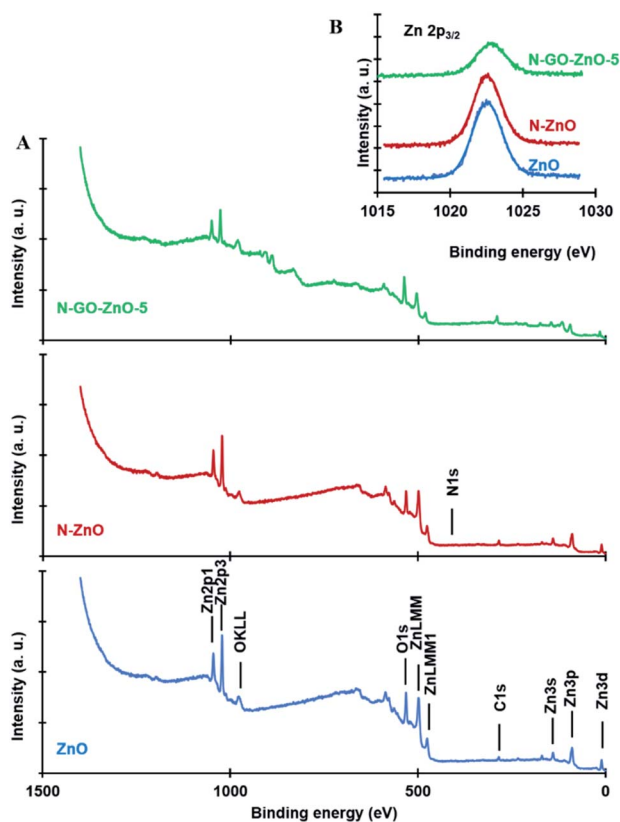 B
Zn 2p3/2
N-GO-ZnO-5
N-ZnO
ZnO
Intensity (a. u.)
1015
1020
1025
1030
Binding energy (eV)
A
Intensity (a. u.)
N-GO-ZnO-5
Intensity (a. u.)
N-ZnO
N1s
Intensity (a. u.)
ZnO
Zn2p1
Zn2p3
OKLL
O1s
ZnLMM
ZnLMM1
C1s
Zn3s
Zn3p
Zn3d
1500
1000
500
0
Binding energy (eV)